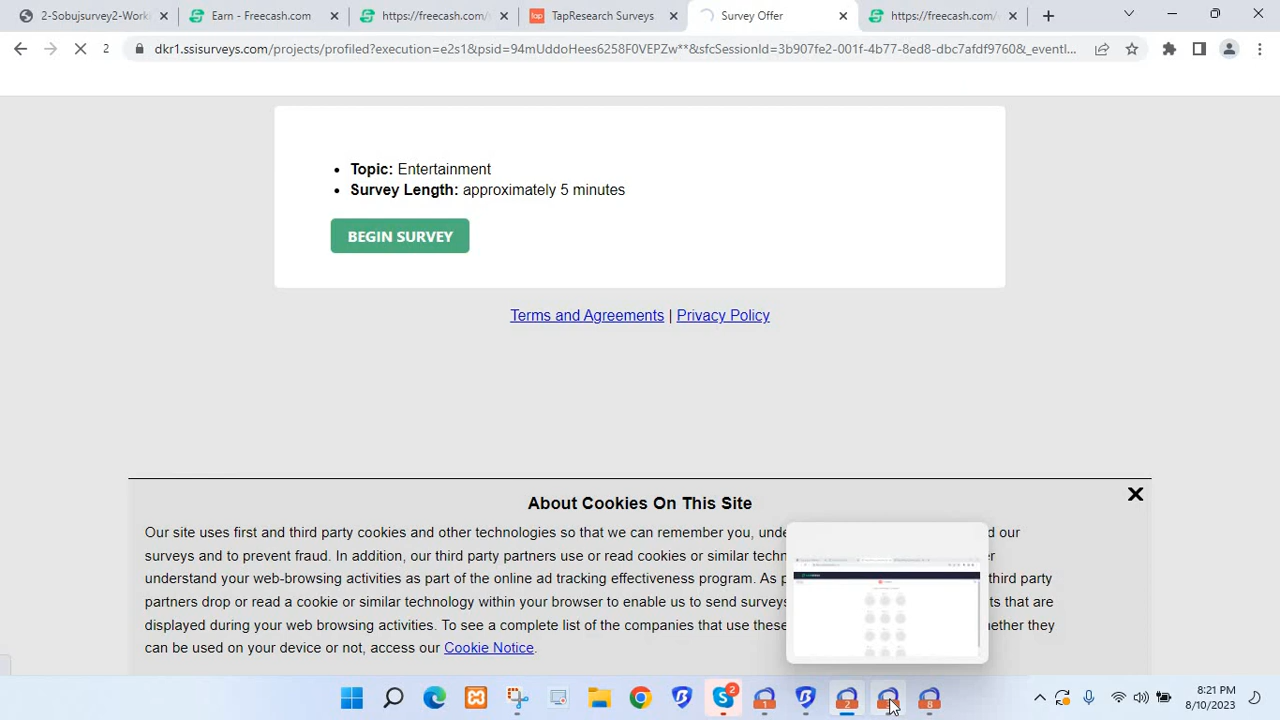 2-Sobujsurvey2-Work
Earn - Freecash.com
https://freecash.com/
TapResearch Surveys
Survey Offer
https://freecash.com/
dkr1.ssisurveys.com/projects/profiled?execution=e2s1&psid=94mUddoHees6258F0VEPZw**&sfcSessionId=3b907fe2-001f-4b77-8ed8-dbc7afdf9760&_eventI...
2
Topic: Entertainment
Survey Length: approximately 5 minutes
BEGIN SURVEY
Terms and Agreements | Privacy Policy
About Cookies On This Site
Our site uses first and third party cookies and other technologies so that we can remember you, unde d our
surveys and to prevent fraud. In addition, our third party partners use or read cookies or similar techn er
understand your web-browsing activities as part of the online ad tracking effectiveness program. As p third party
partners drop or read a cookie or similar technology within your browser to enable us to send survey ts that are
displayed during your web browsing activities. To see a complete list of the companies that use these hether they
can be used on your device or not, access our Cookie Notice.
2
1
2
8
8:21 PM
8/10/2023